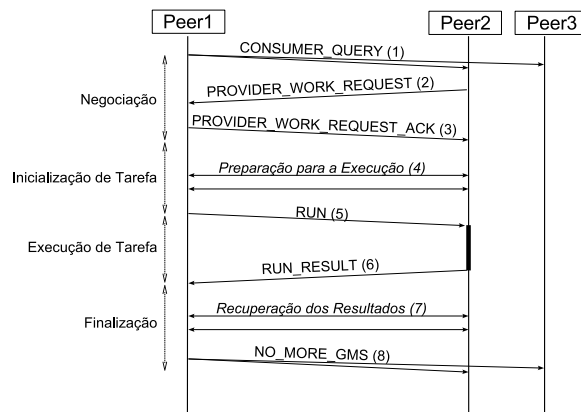 Peer1 Peer2 Peer3
CONSUMER_QUERY (1)
PROVIDER_WORK_REQUEST (2)
Negociação
PROVIDER_WORK_REQUEST_ACK (3)
Preparação para a Execução (4)
Inicialização de Tarefa
RUN (5)
Execução de Tarefa
RUN_RESULT (6)
Recuperação dos Resultados (7)
Finalização
NO_MORE_GMS (8)